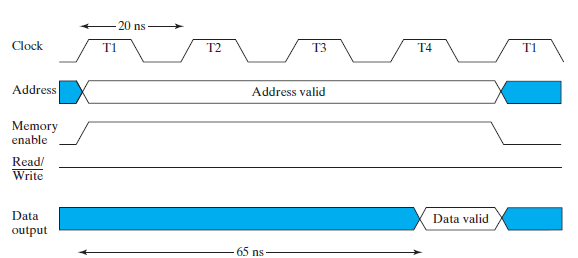 20 ns
Clock T1 T2 T3 T4 T1
Address Address valid
Memory
enable
Read/
Write
Data
output
Data valid
65 ns